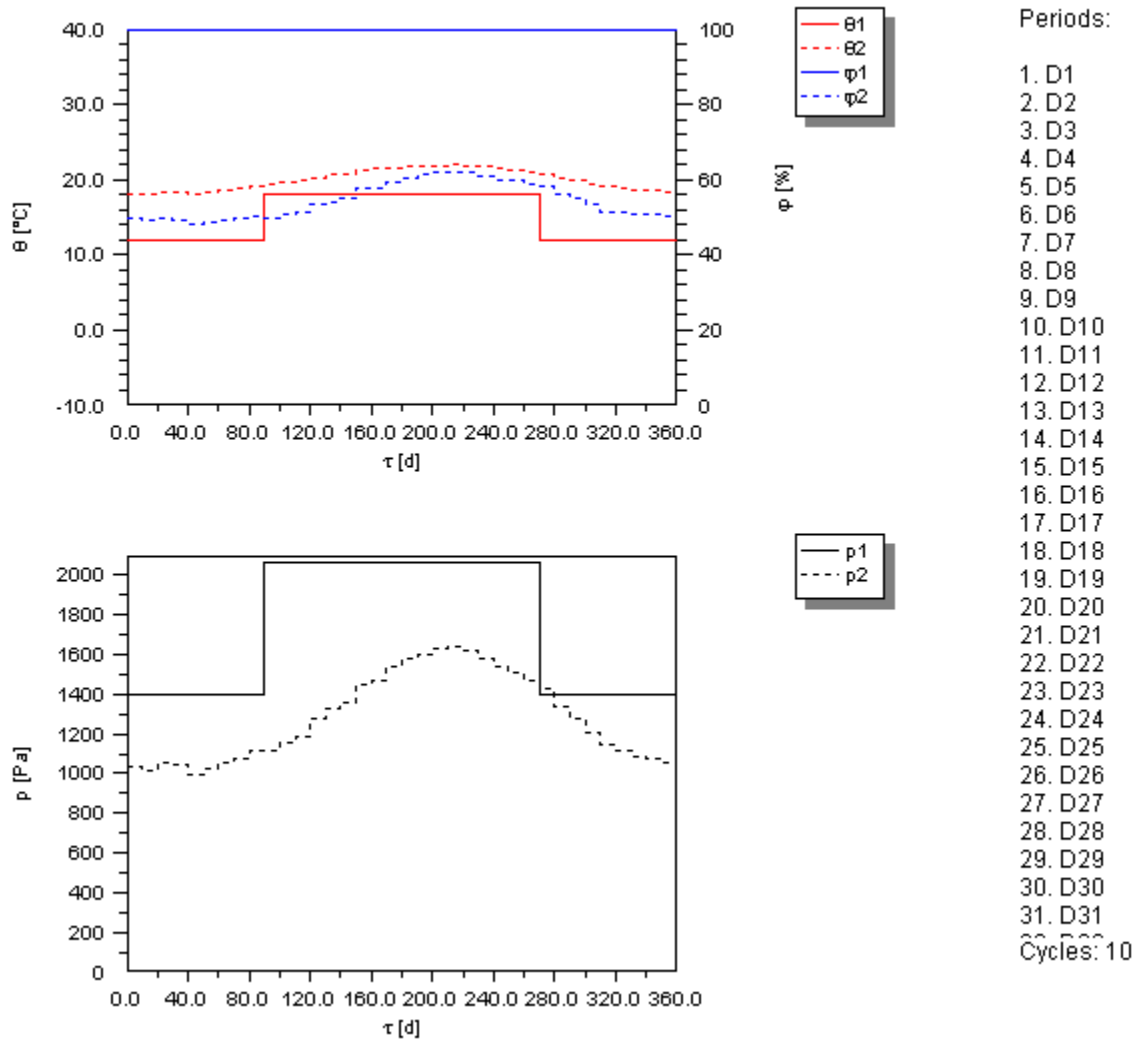 40.0
30.0
20.0
10.0
0.0
-10.0
θ [°C]
100
80
60
40
20
0
φ [%]
0.0 40.0 80.0 120.0 160.0 200.0 240.0 280.0 320.0 360.0
τ [d]
θ1
θ2
φ1
φ2
2000
1800
1600
1400
1200
1000
800
600
400
200
0
p [Pa]
0.0 40.0 80.0 120.0 160.0 200.0 240.0 280.0 320.0 360.0
τ [d]
p1
p2
Periods:
1. D1
2. D2
3. D3
4. D4
5. D5
6. D6
7. D7
8. D8
9. D9
10. D10
11. D11
12. D12
13. D13
14. D14
15. D15
16. D16
17. D17
18. D18
19. D19
20. D20
21. D21
22. D22
23. D23
24. D24
25. D25
26. D26
27. D27
28. D28
29. D29
30. D30
31. D31
Cycles: 10